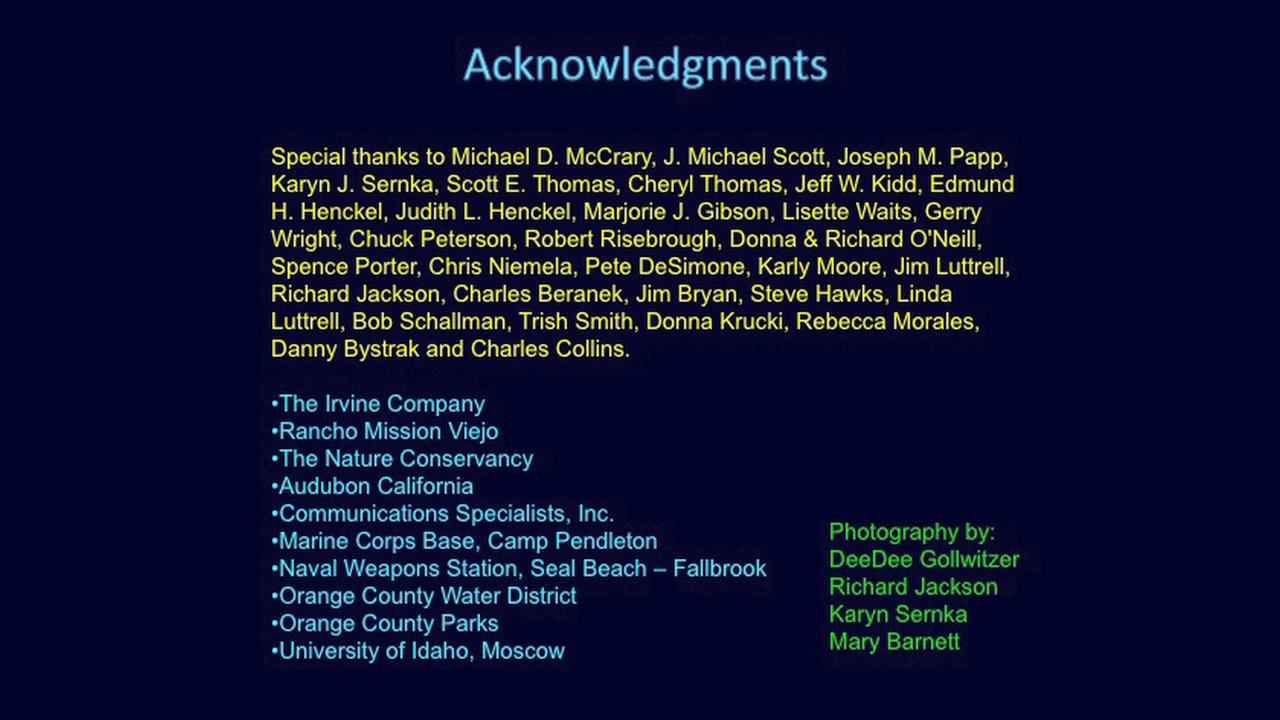 Acknowledgments
Special thanks to Michael D. McCrary, J. Michael Scott, Joseph M. Papp,
Karyn J. Sernka, Scott E. Thomas, Cheryl Thomas, Jeff W. Kidd, Edmund
H. Henckel, Judith L. Henckel, Marjorie J. Gibson, Lisette Waits, Gerry
Wright, Chuck Peterson, Robert Risebrough, Donna & Richard O'Neill,
Spence Porter, Chris Niemela, Pete DeSimone, Karly Moore, Jim Luttrell,
Richard Jackson, Charles Beranek, Jim Bryan, Steve Hawks, Linda
Luttrell, Bob Schallman, Trish Smith, Donna Krucki, Rebecca Morales,
Danny Bystrak and Charles Collins.
•The Irvine Company
•Rancho Mission Viejo
•The Nature Conservancy
•Audubon California
•Communications Specialists, Inc.
•Marine Corps Base, Camp Pendleton
•Naval Weapons Station, Seal Beach – Fallbrook
•Orange County Water District
•Orange County Parks
•University of Idaho, Moscow
Photography by:
DeeDee Gollwitzer
Richard Jackson
Karyn Sernka
Mary Barnett